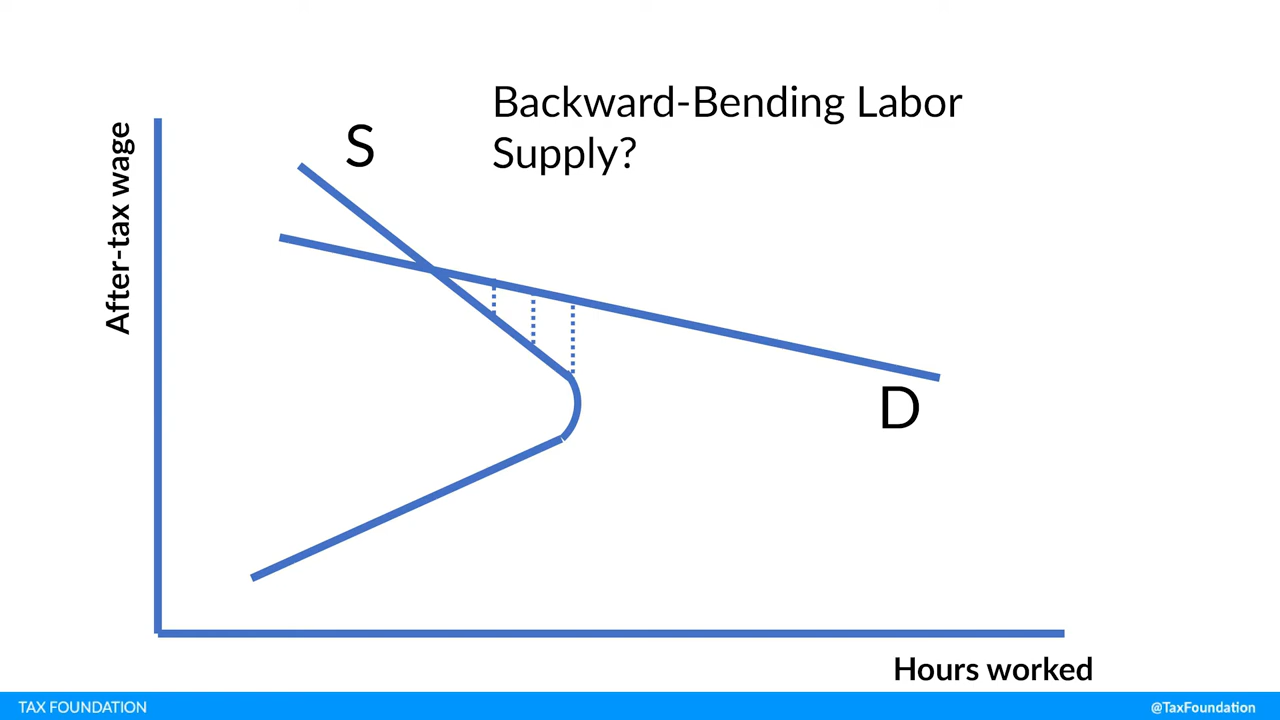 Backward-Bending Labor
Supply?
S
After-tax wage
D
Hours worked
TAX FOUNDATION
@TaxFoundation